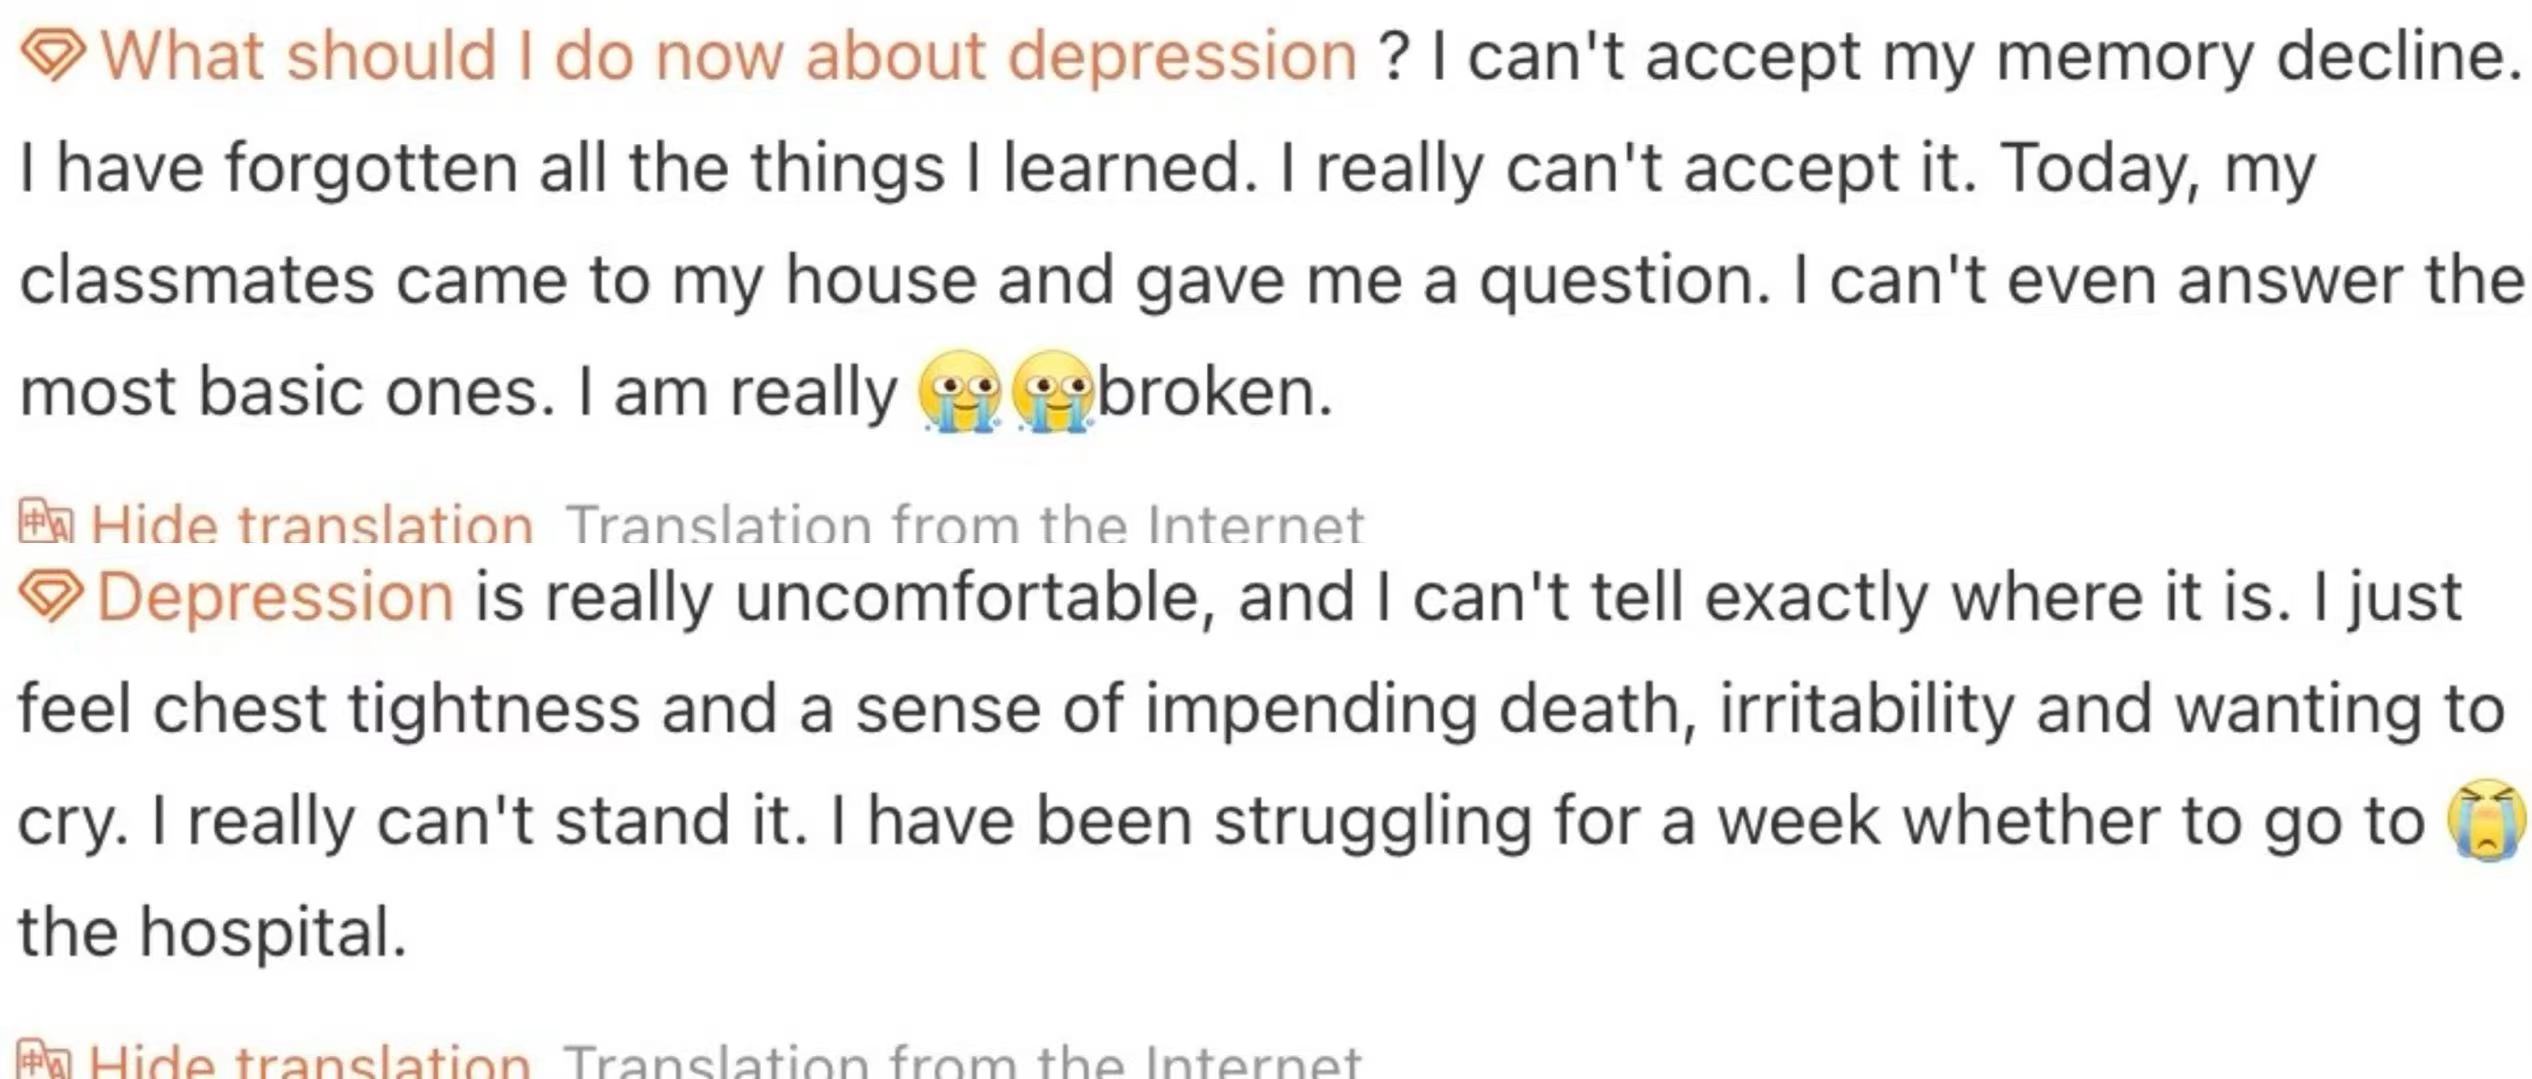 What should I do now about depression ? I can't accept my memory decline.
I have forgotten all the things I learned. I really can't accept it. Today, my
classmates came to my house and gave me a question. I can't even answer the
most basic ones. I am really 😭😭broken.
中A Hide translation Translation from the Internet
Depression is really uncomfortable, and I can't tell exactly where it is. I just
feel chest tightness and a sense of impending death, irritability and wanting to
cry. I really can't stand it. I have been struggling for a week whether to go to 😭
the hospital.
中A Hide translation Translation from the Internet